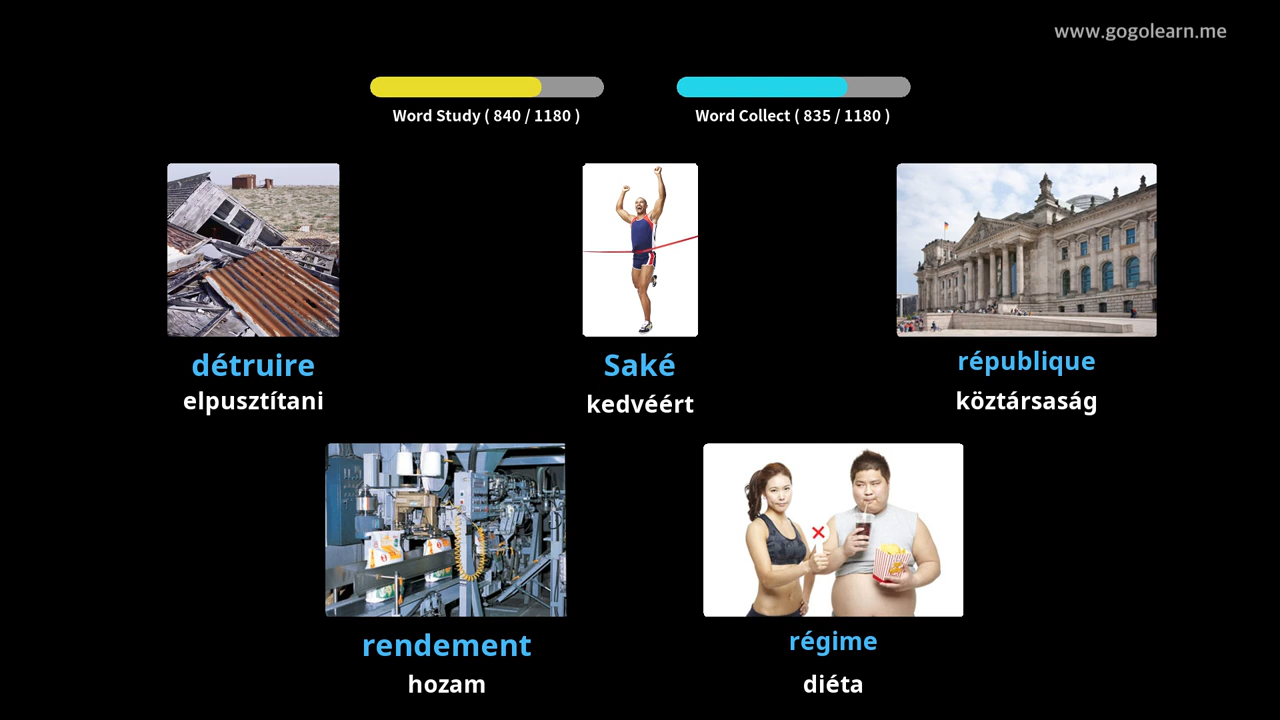 www.gogolearn.me
Word Study ( 840 / 1180 )
Word Collect ( 835 / 1180 )
détruire
elpusztítani
Saké
kedvéért
république
köztársaság
rendement
hozam
régime
diéta